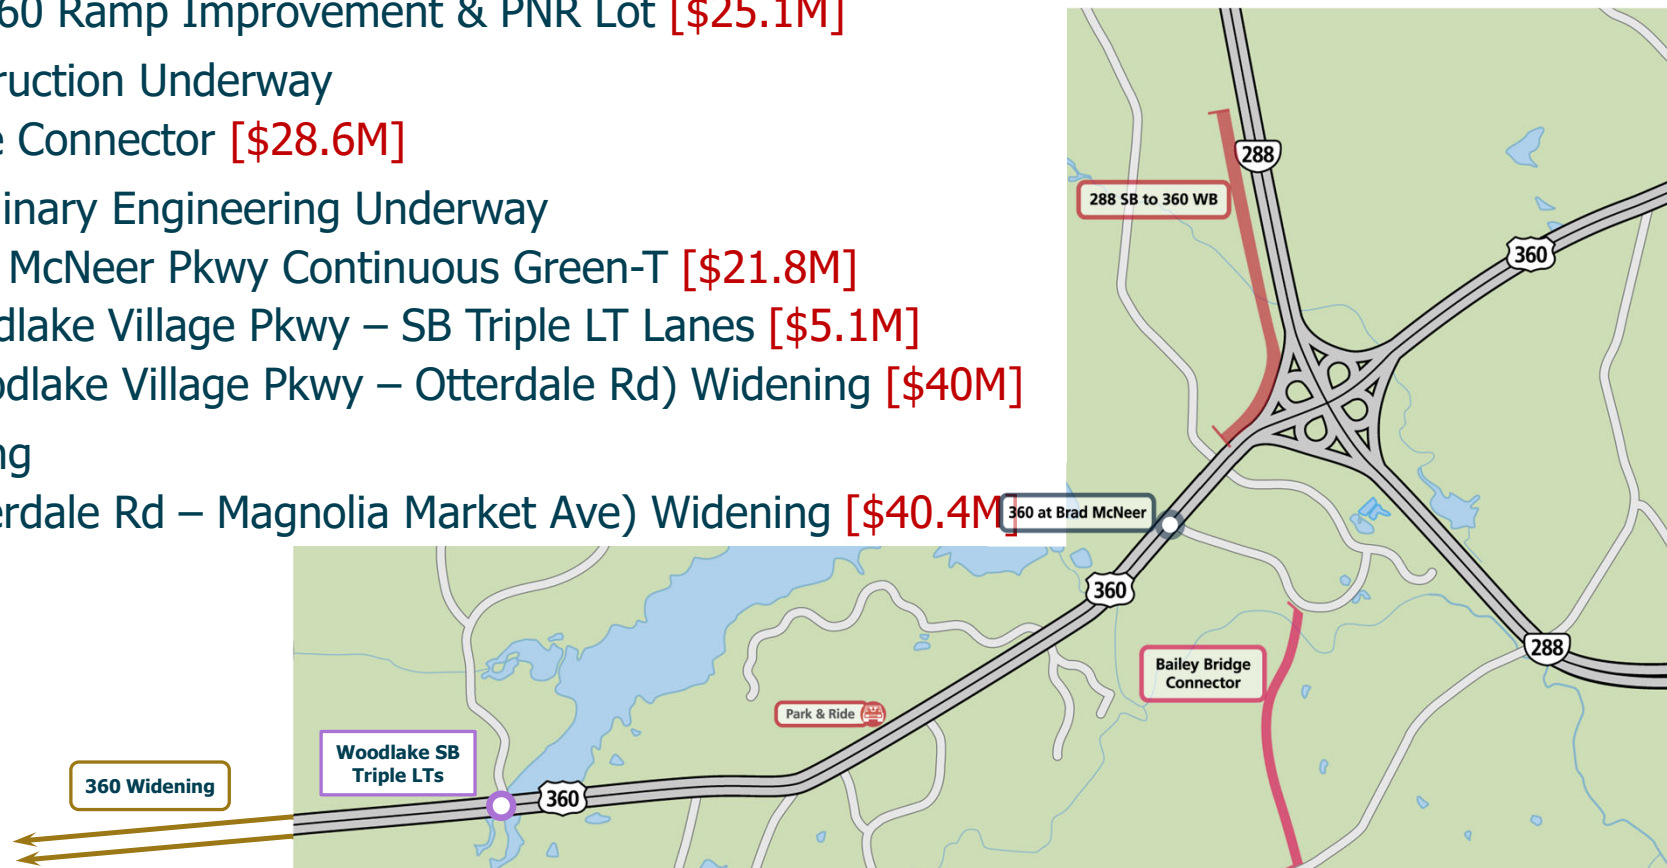 60 Ramp Improvement & PNR Lot [$25.1M]
ruction Underway
e Connector [$28.6M]
inary Engineering Underway
McNeer Pkwy Continuous Green-T [$21.8M]
dlake Village Pkwy – SB Triple LT Lanes [$5.1M]
odlake Village Pkwy – Otterdale Rd) Widening [$40M]
ng
erdale Rd – Magnolia Market Ave) Widening [$40.4M]
288
288 SB to 360 WB
360
360 at Brad McNeer
360
288
Bailey Bridge
Connector
Park & Ride
Woodlake SB
Triple LTs
360 Widening
360